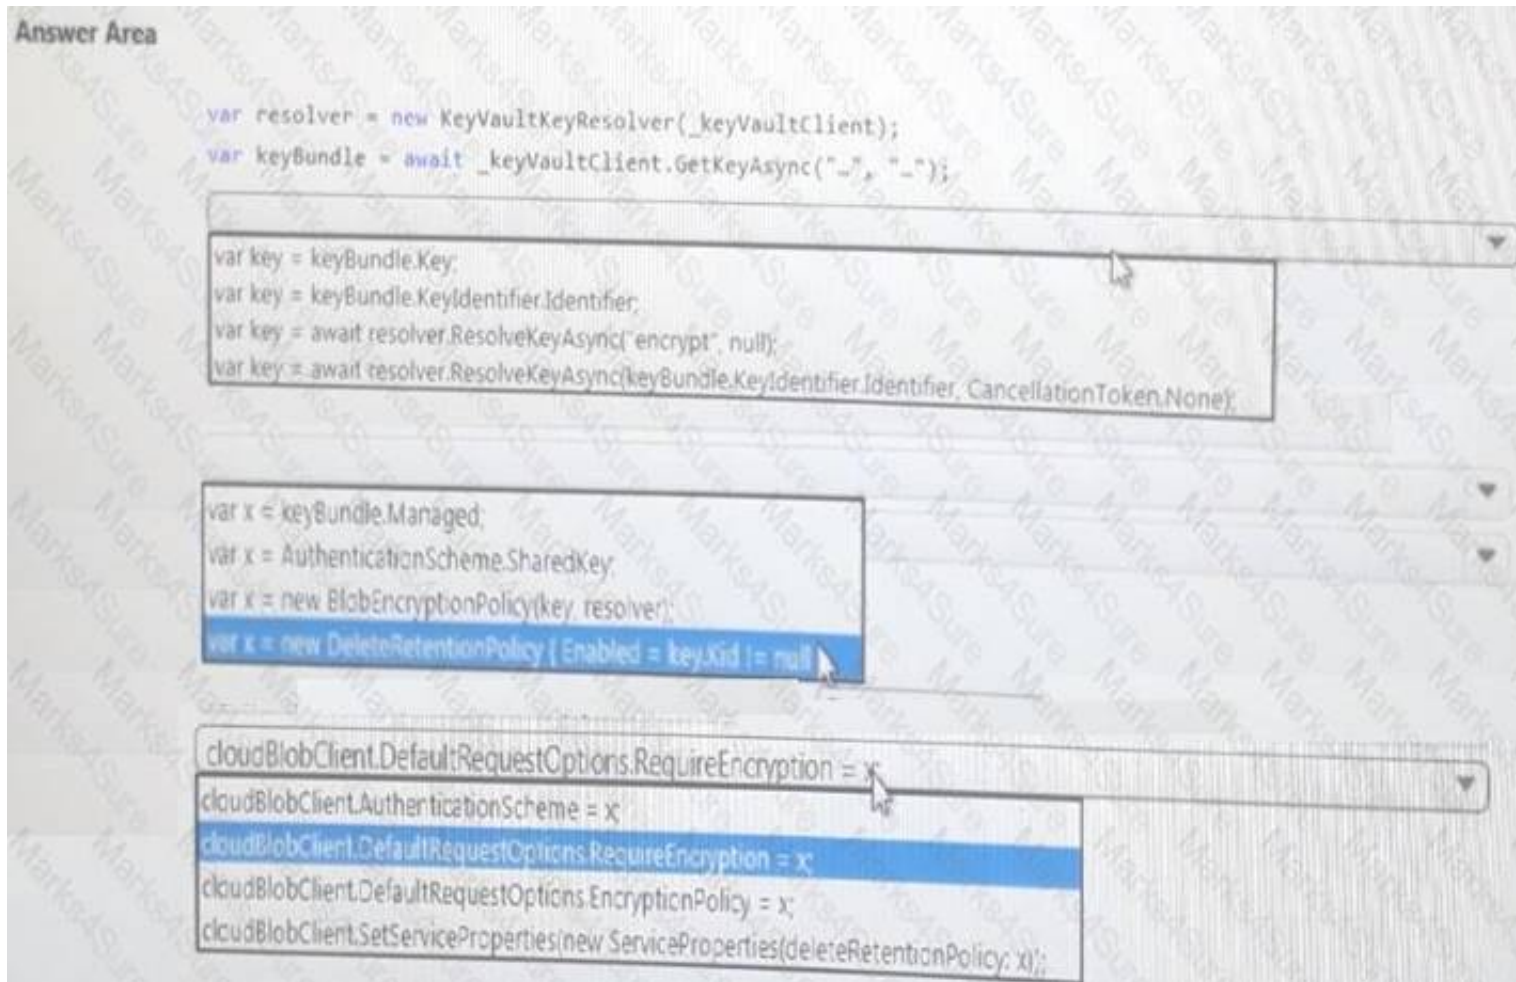 Answer Area
var resolver = new KeyVaultKeyResolver(_keyVaultClient);
var keyBundle = await _keyVaultClient.GetKeyAsync("…", "…");
var key = keyBundle.Key;
var key = keyBundle.KeyIdentifier.Identifier;
var key = await resolver.ResolveKeyAsync("encrypt", null);
var key = await resolver.ResolveKeyAsync(keyBundle.KeyIdentifier.Identifier, CancellationToken.None);
var x = keyBundle.Managed;
var x = AuthenticationScheme.SharedKey;
var x = new BlobEncryptionPolicy(key, resolver);
var x = new DeleteRetentionPolicy { Enabled = key.Kid != null
cloudBlobClient.DefaultRequestOptions.RequireEncryption = x;
cloudBlobClient.AuthenticationScheme = x;
cloudBlobClient.DefaultRequestOptions.RequireEncryption = x;
cloudBlobClient.DefaultRequestOptions.EncryptionPolicy = x;
cloudBlobClient.SetServiceProperties(new ServiceProperties(deleteRetentionPolicy: x));
Marks4Sure